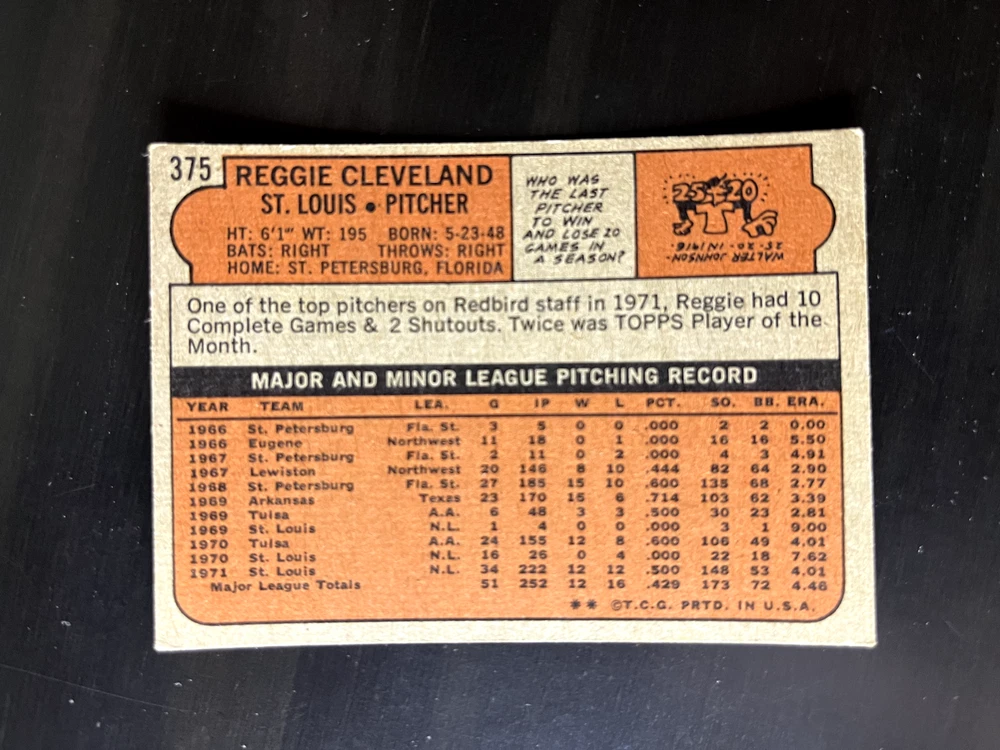 375
REGGIE CLEVELAND
ST. LOUIS • PITCHER
HT: 6'1" WT: 195 BORN: 5-23-48
BATS: RIGHT THROWS: RIGHT
HOME: ST. PETERSBURG, FLORIDA
WHO WAS
THE LAST
PITCHER
TO WIN
AND LOSE 20
GAMES IN
A SEASON?
25 20
WALTER JOHNSON-
25-20-IN 1916.
One of the top pitchers on Redbird staff in 1971, Reggie had 10
Complete Games & 2 Shutouts. Twice was TOPPS Player of the
Month.
MAJOR AND MINOR LEAGUE PITCHING RECORD
YEAR TEAM LEA. G IP W L PCT. SO. BB. ERA.
1966 St. Petersburg Fla. St. 3 5 0 0 .000 2 2 0.00
1966 Eugene Northwest 11 18 0 1 .000 16 16 5.50
1967 St. Petersburg Fla. St. 2 11 0 2 .000 4 3 4.91
1967 Lewiston Northwest 20 146 8 10 .444 82 64 2.90
1968 St. Petersburg Fla. St. 27 185 15 10 .600 135 68 2.77
1969 Arkansas Texas 23 170 15 6 .714 103 62 3.39
1969 Tulsa A.A. 6 48 3 3 .500 30 23 2.81
1969 St. Louis N.L. 1 4 0 0 .000 3 1 9.00
1970 Tulsa A.A. 24 155 12 8 .600 106 49 4.01
1970 St. Louis N.L. 16 26 0 4 .000 22 18 7.62
1971 St. Louis N.L. 34 222 12 12 .500 148 53 4.01
Major League Totals 51 252 12 16 .429 173 72 4.46
** ©T.C.G. PRTD. IN U.S.A.